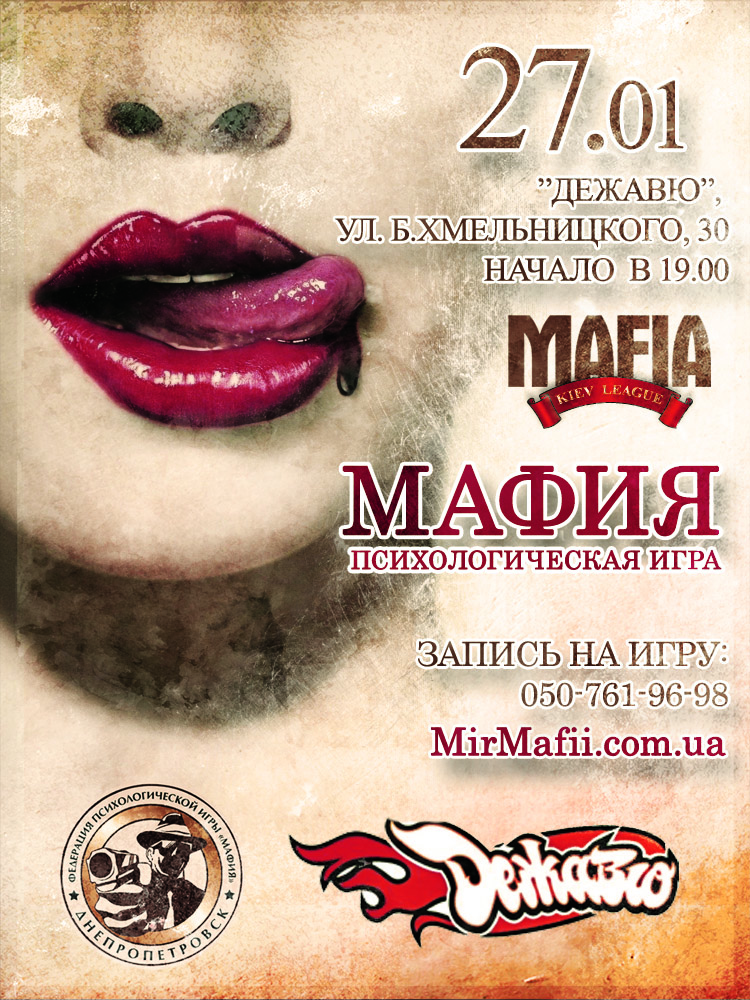 27.01
"ДЕЖАВЮ",
УЛ. Б.ХМЕЛЬНИЦКОГО, 30
НАЧАЛО В 19.00
MAFIA
KIEV LEAGUE
МАФИЯ
ПСИХОЛОГИЧЕСКАЯ ИГРА
ЗАПИСЬ НА ИГРУ:
050-761-96-98
MirMafii.com.ua
ФЕДЕРАЦИЯ ПСИХОЛОГИЧЕСКОЙ ИГРЫ «МАФИЯ»
ДНЕПРОПЕТРОВСК
Дежавю